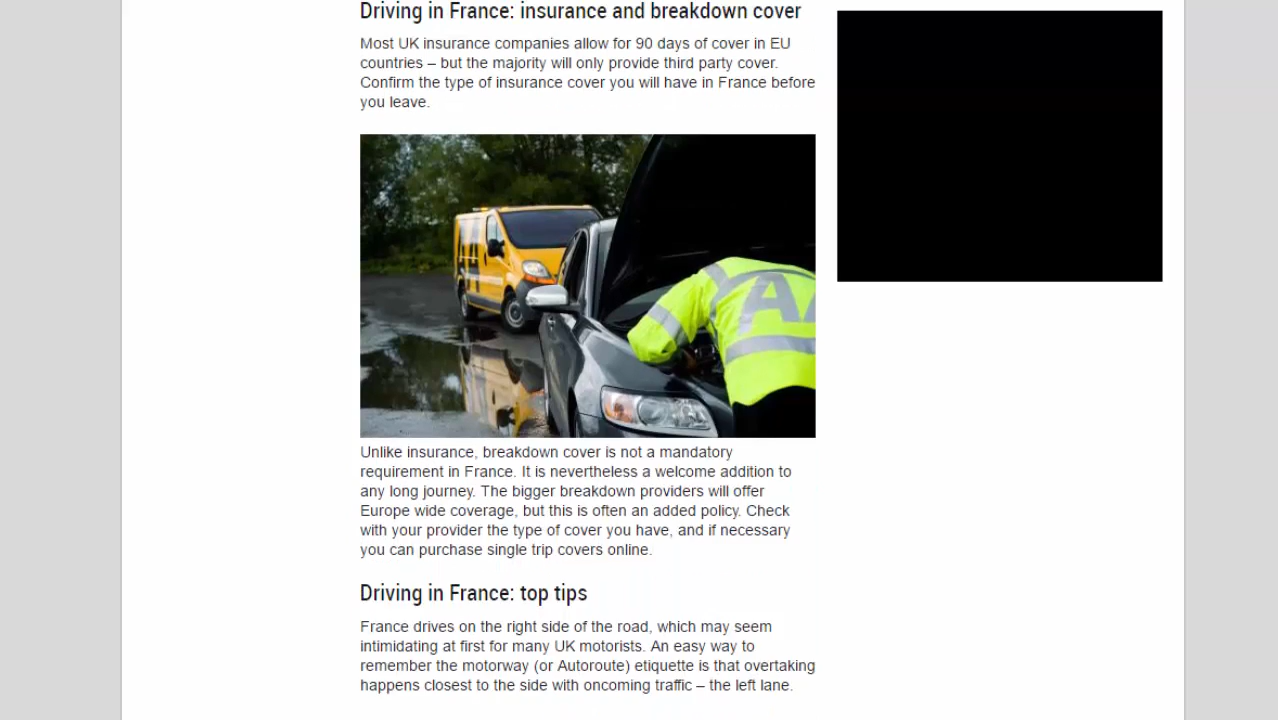 Driving in France: insurance and breakdown cover
Most UK insurance companies allow for 90 days of cover in EU
countries – but the majority will only provide third party cover.
Confirm the type of insurance cover you will have in France before
you leave.
AA
AA
Unlike insurance, breakdown cover is not a mandatory
requirement in France. It is nevertheless a welcome addition to
any long journey. The bigger breakdown providers will offer
Europe wide coverage, but this is often an added policy. Check
with your provider the type of cover you have, and if necessary
you can purchase single trip covers online.
Driving in France: top tips
France drives on the right side of the road, which may seem
intimidating at first for many UK motorists. An easy way to
remember the motorway (or Autoroute) etiquette is that overtaking
happens closest to the side with oncoming traffic – the left lane.